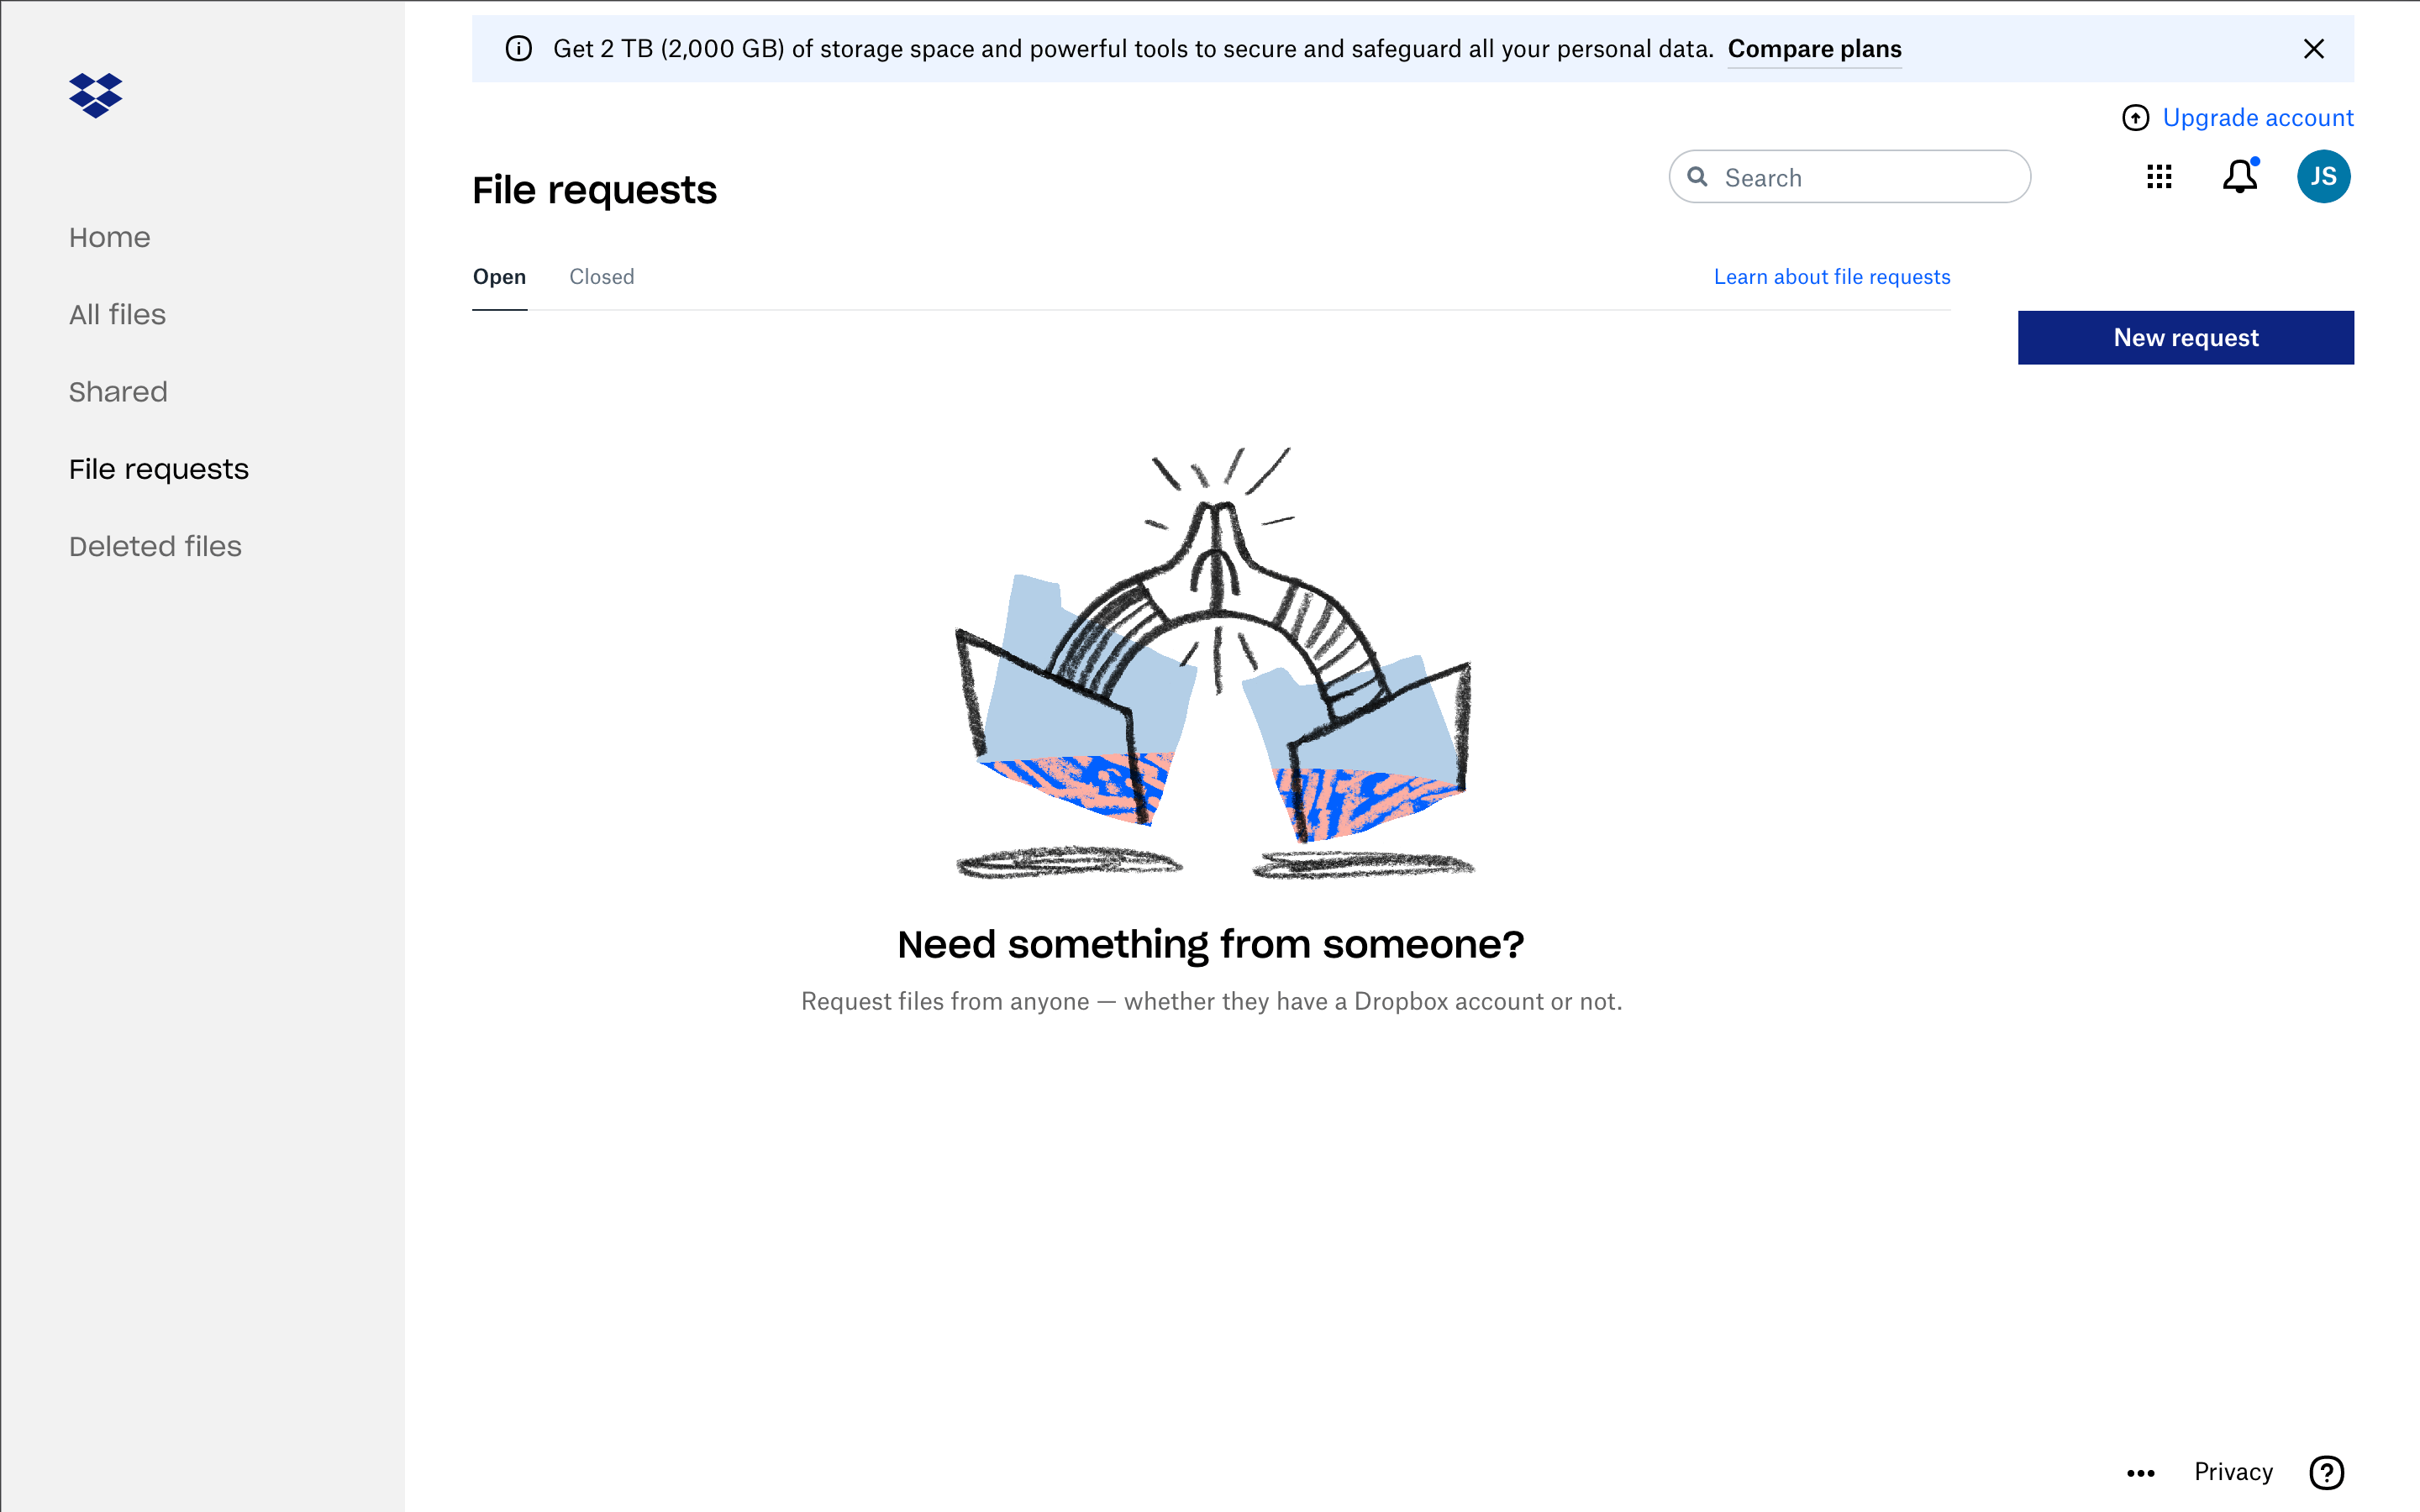 Get 2 TB (2,000 GB) of storage space and powerful tools to secure and safeguard all your personal data. Compare plans
Upgrade account
File requests
Search
JS
Home
All files
Shared
File requests
Deleted files
Open
Closed
Learn about file requests
New request
Need something from someone?
Request files from anyone — whether they have a Dropbox account or not.
Privacy